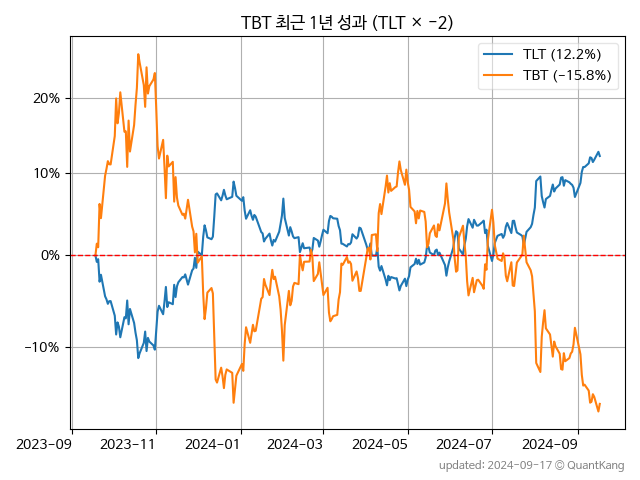 TBT 최근 1년 성과 (TLT × -2)
TLT (12.2%)
TBT (-15.8%)
20%
10%
0%
-10%
2023-09 2023-11 2024-01 2024-03 2024-05 2024-07 2024-09
updated: 2024-09-17 © QuantKang